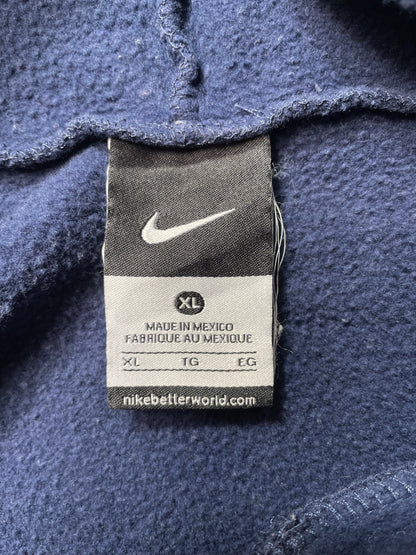 XL
MADE IN MEXICO
FABRIQUE AU MEXIQUE
XL TG EG
nikebetterworld.com